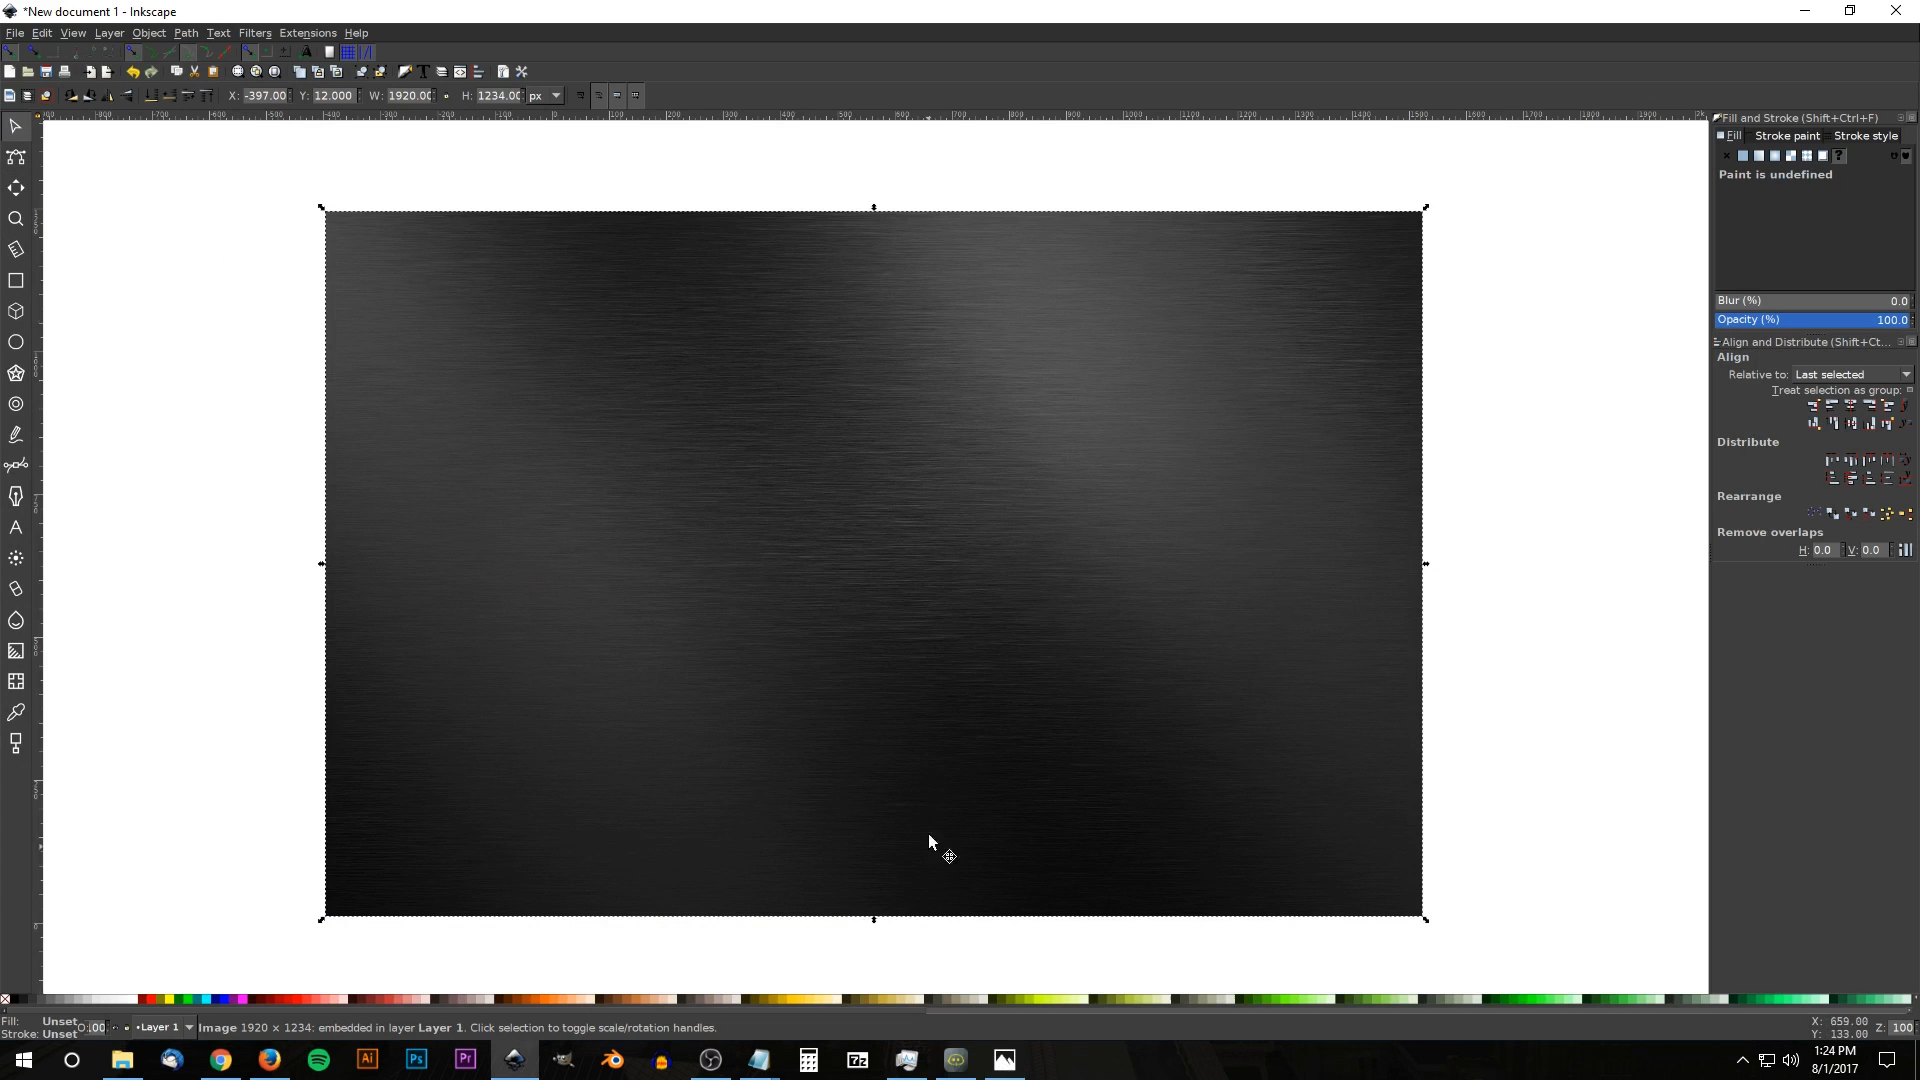 *New document 1 - Inkscape
File Edit View Layer Object Path Text Filters Extensions Help
X: -397.00 Y: 12.000 W: 1920.00 H: 1234.00 px
Fill and Stroke (Shift+Ctrl+F)
Fill Stroke paint Stroke style
Paint is undefined
Blur (%) 0.0
Opacity (%) 100.0
Align and Distribute (Shift+Ct...
Align
Relative to: Last selected
Treat selection as group:
Distribute
Rearrange
Remove overlaps
H: 0.0 V: 0.0
Fill: Unset
Stroke: Unset
Layer 1
Image 1920 × 1234: embedded in layer Layer 1. Click selection to toggle scale/rotation handles.
X: 659.00
Y: 133.00
Z: 100
Ai Ps Pr 7z
1:24 PM
8/1/2017